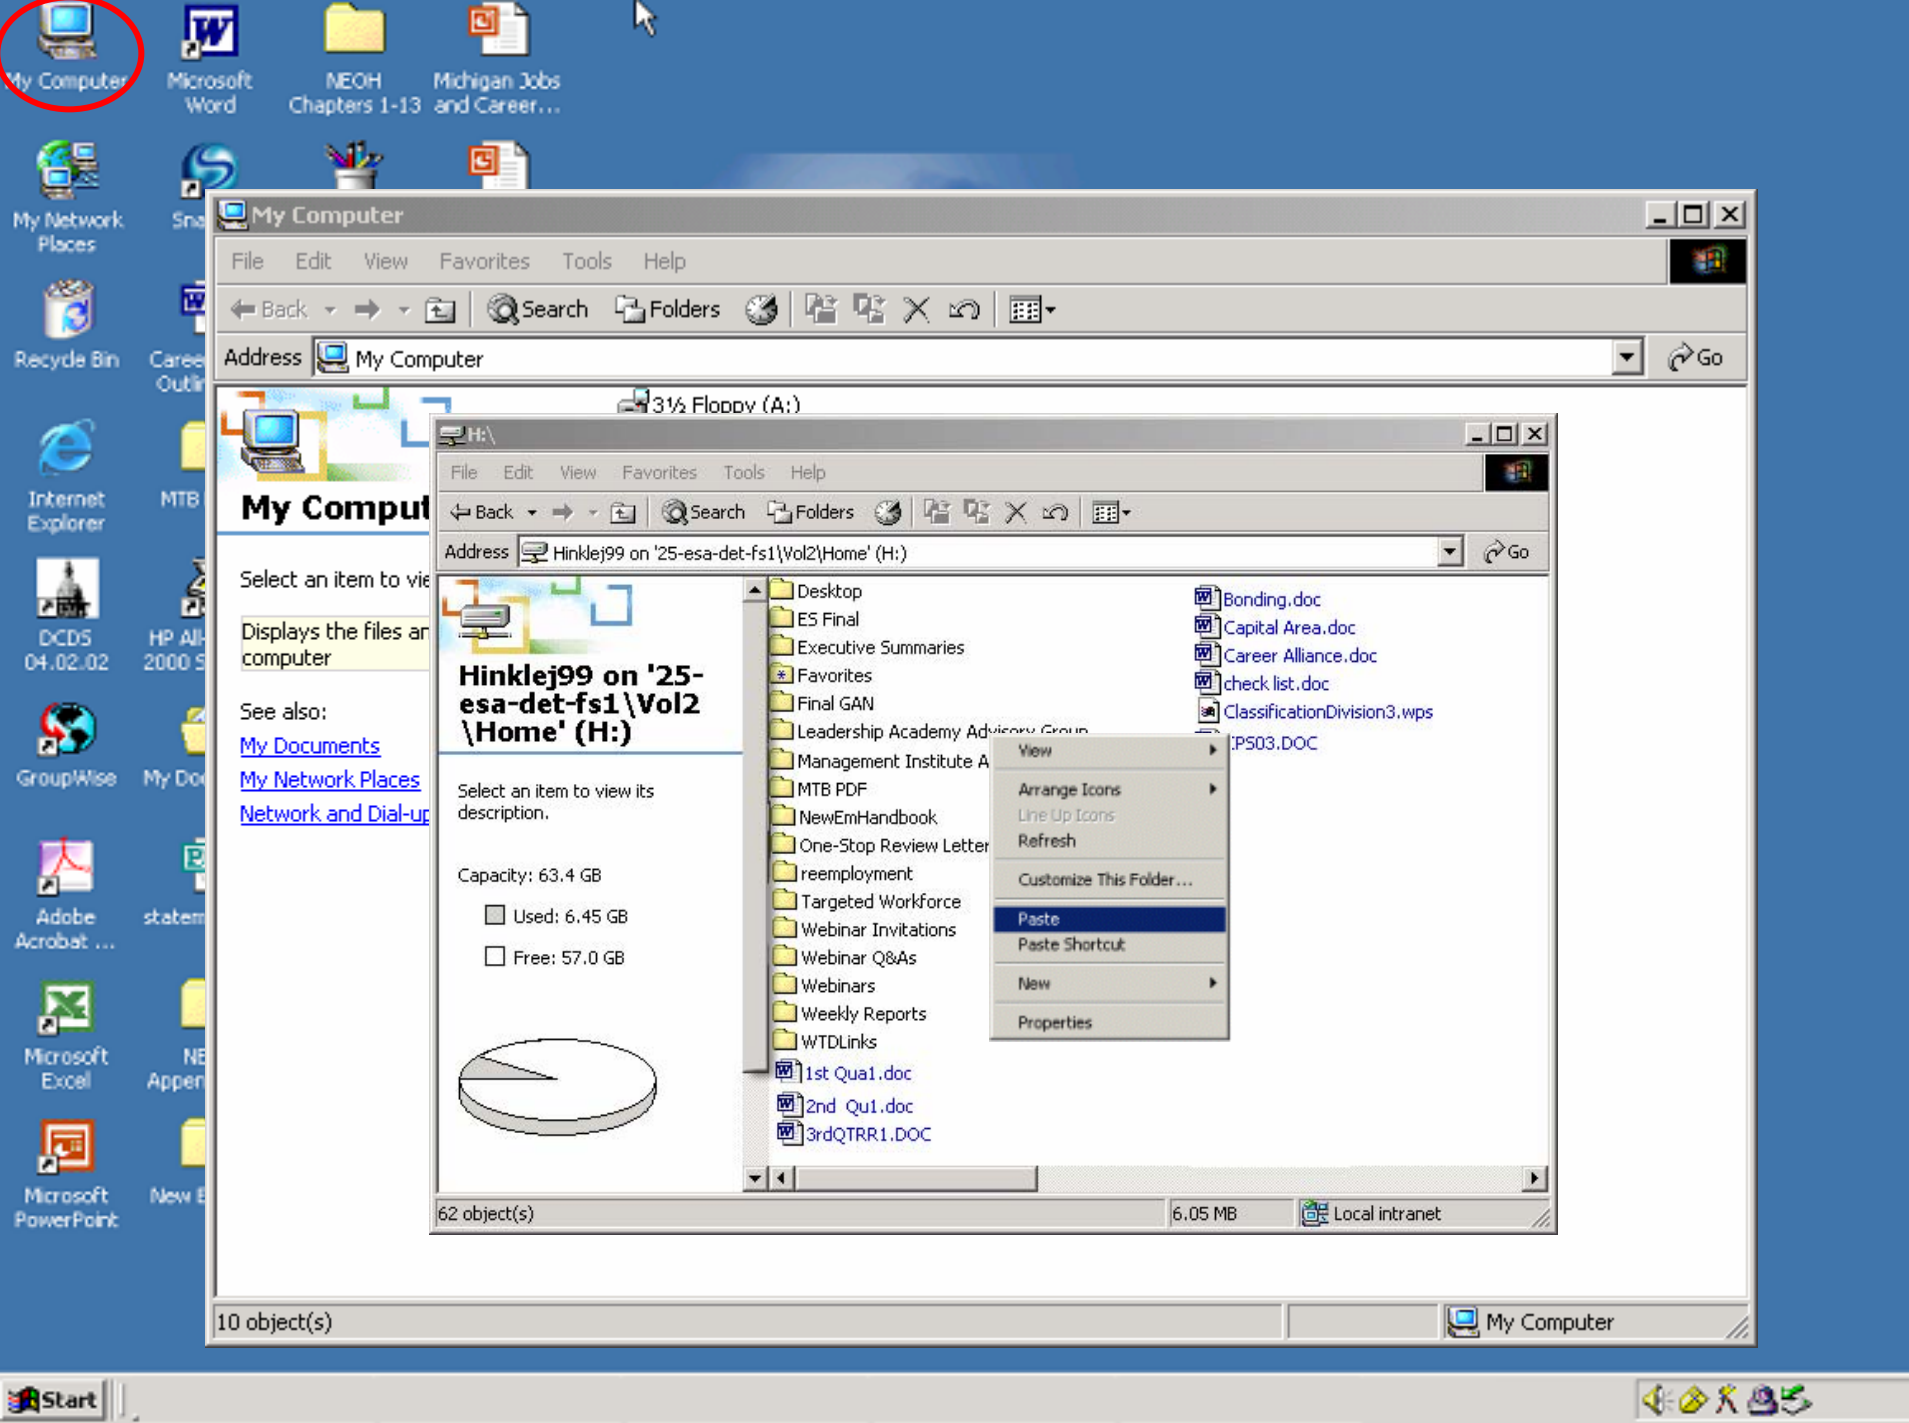 My Computer
Microsoft
Word
NEOH
Chapters 1-13
Michigan Jobs
and Career...
My Network
Places
Recycle Bin
Internet
Explorer
MTB
DCDS
04.02.02
HP All-
2000 S
GroupWise
My Doc
Adobe
Acrobat ...
statem
Microsoft
Excel
NE
Appen
Microsoft
PowerPoint
New E
Sna
Career
Outli
My Computer
File Edit View Favorites Tools Help
Back Search Folders
Address My Computer Go
My Comput
Select an item to vie
Displays the files an
computer
See also:
My Documents
My Network Places
Network and Dial-up
3½ Floppy (A:)
10 object(s)
My Computer
H:\
File Edit View Favorites Tools Help
Back Search Folders
Address Hinklej99 on '25-esa-det-fs1\Vol2\Home' (H:) Go
Hinklej99 on '25-
esa-det-fs1\Vol2
\Home' (H:)
Select an item to view its
description.
Capacity: 63.4 GB
Used: 6.45 GB
Free: 57.0 GB
Desktop
ES Final
Executive Summaries
Favorites
Final GAN
Leadership Academy Advisory Group
Management Institute A
MTB PDF
NewEmHandbook
One-Stop Review Letter
reemployment
Targeted Workforce
Webinar Invitations
Webinar Q&As
Webinars
Weekly Reports
WTDLinks
1st Qua1.doc
2nd Qu1.doc
3rdQTRR1.DOC
Bonding.doc
Capital Area.doc
Career Alliance.doc
check list.doc
ClassificationDivision3.wps
PS03.DOC
View
Arrange Icons
Line Up Icons
Refresh
Customize This Folder...
Paste
Paste Shortcut
New
Properties
62 object(s)
6.05 MB
Local intranet
Start